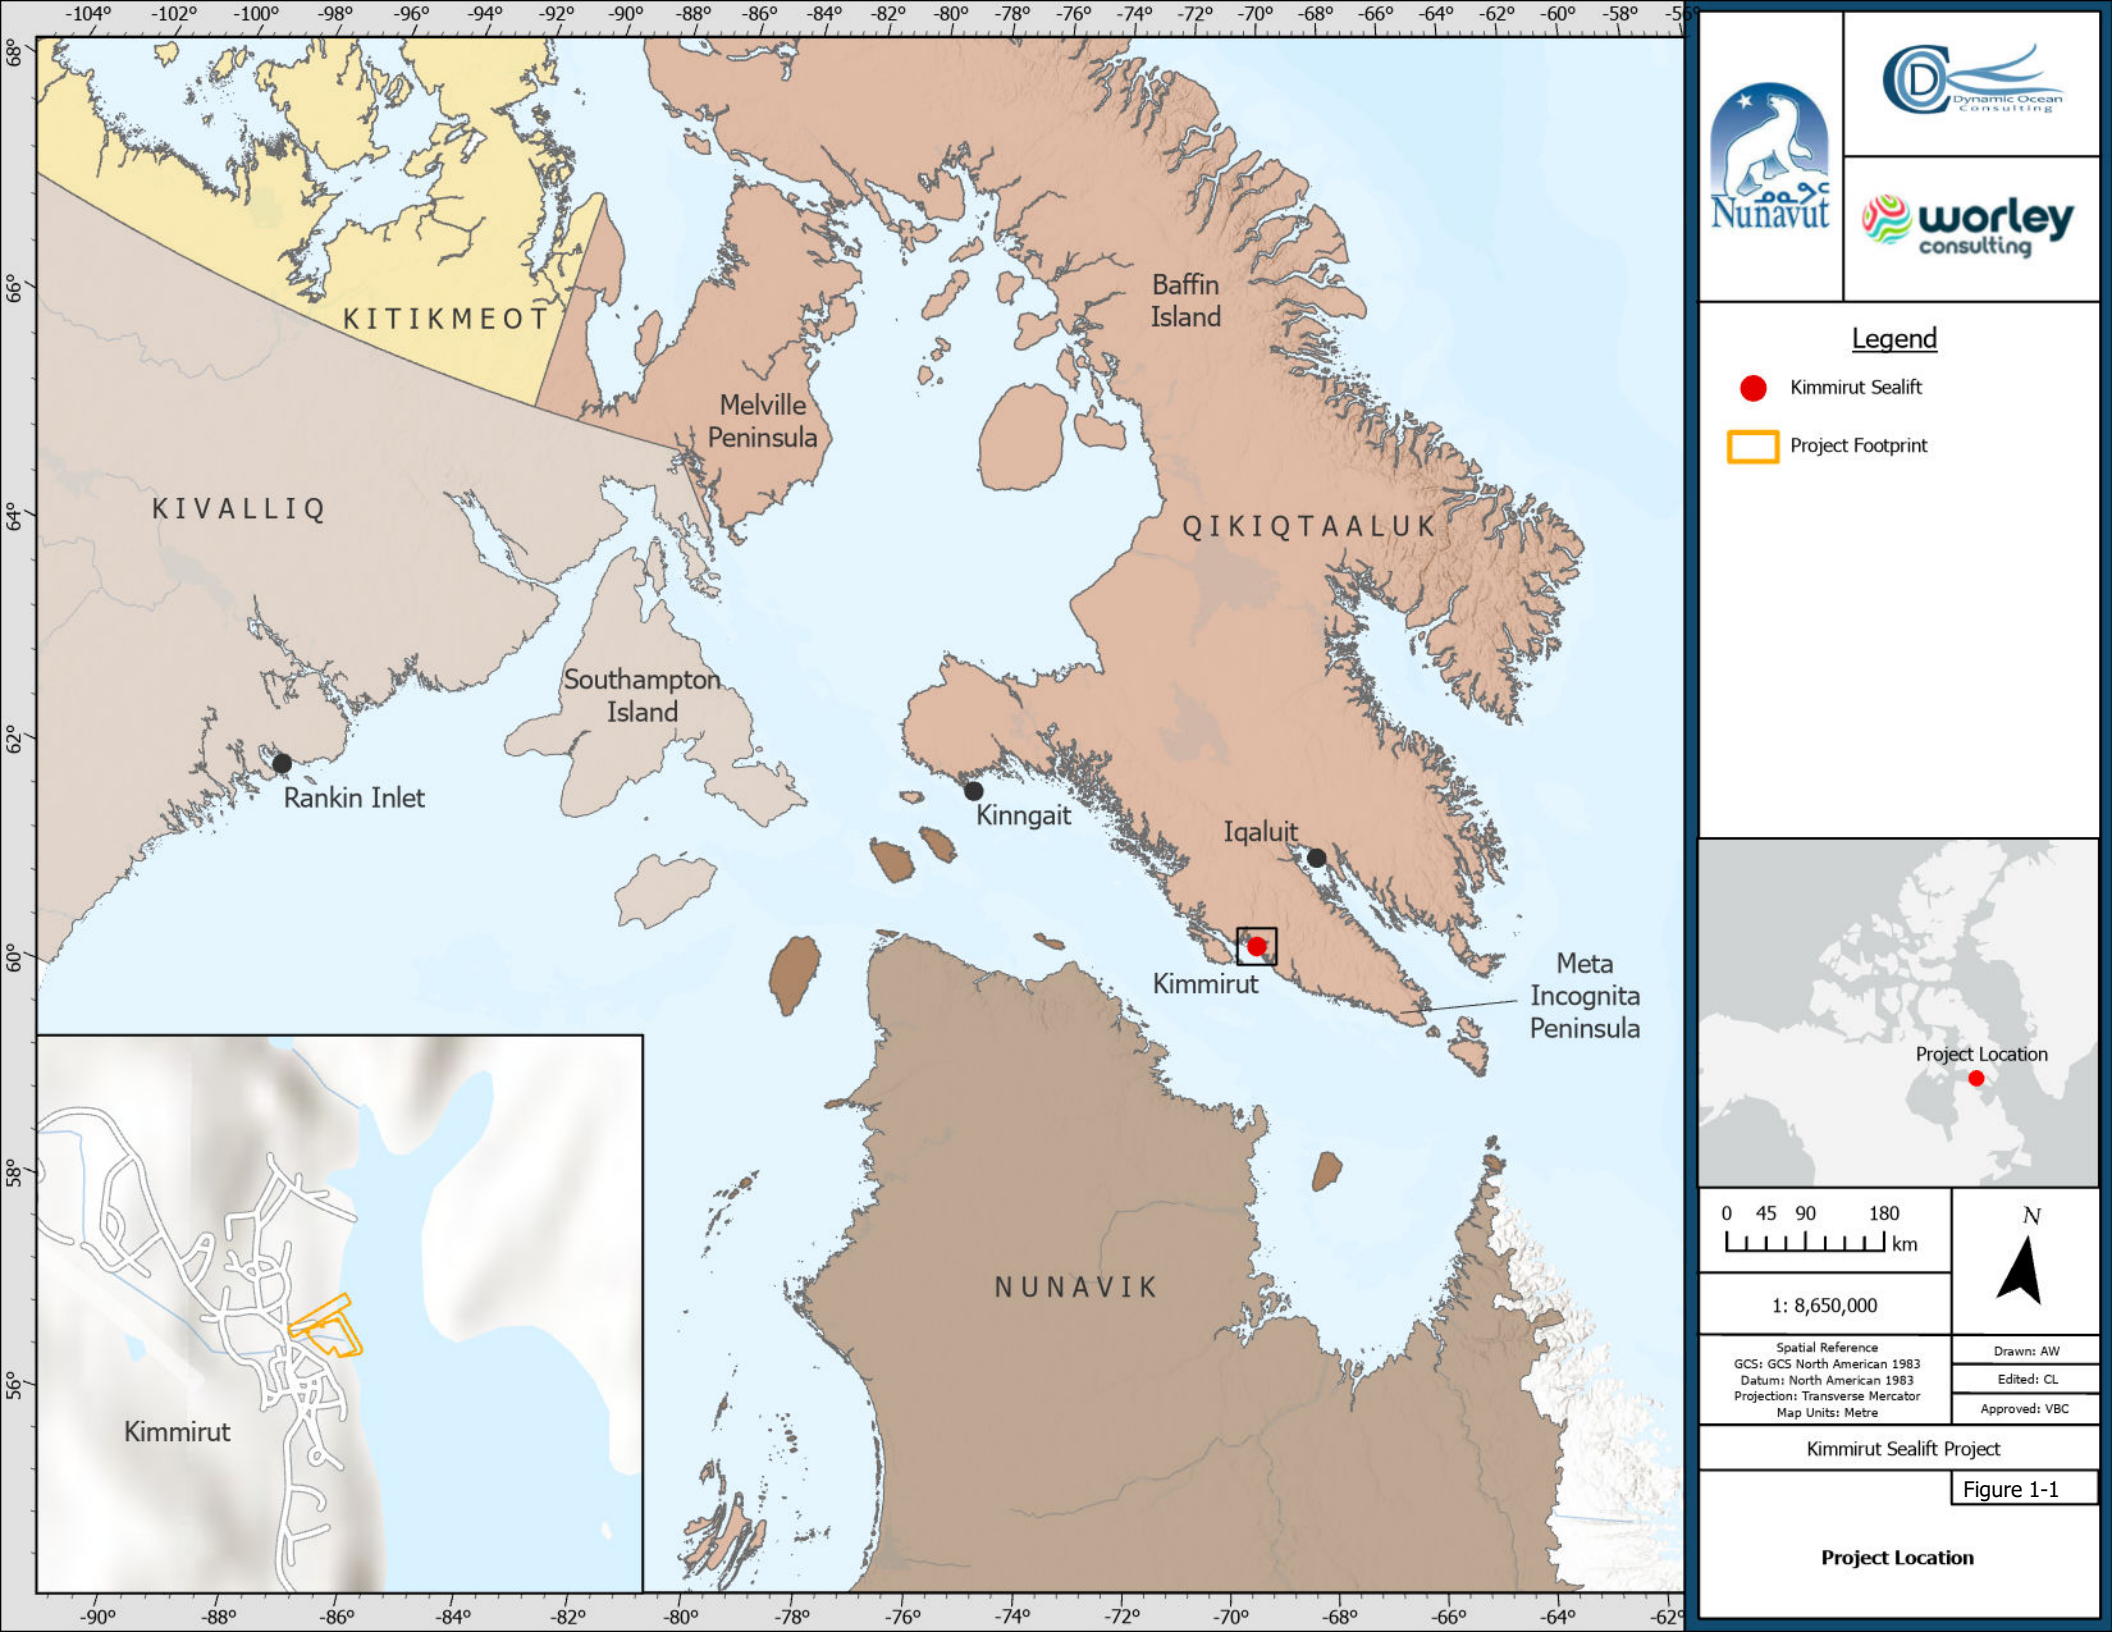 -104° -102° -100° -98° -96° -94° -92° -90° -88° -86° -84° -82° -80° -78° -76° -74° -72° -70° -68° -66° -64° -62° -60° -58° -56°
68°
66°
64°
62°
60°
58°
56°
KITIKMEOT
Baffin
Island
Melville
Peninsula
KIVALLIQ
QIKIQTAALUK
Southampton
Island
Rankin Inlet
Kinngait
Iqaluit
Kimmirut
Meta
Incognita
Peninsula
NUNAVIK
Kimmirut
-90° -88° -86° -84° -82° -80° -78° -76° -74° -72° -70° -68° -66° -64° -62°
ᓄᓇᕗᑦ
Nunavut
CDO
Dynamic Ocean
Consulting
worley
consulting
Legend
Kimmirut Sealift
Project Footprint
Project Location
0 45 90 180
km
N
1: 8,650,000
Spatial Reference
GCS: GCS North American 1983
Datum: North American 1983
Projection: Transverse Mercator
Map Units: Metre
Drawn: AW
Edited: CL
Approved: VBC
Kimmirut Sealift Project
Figure 1-1
Project Location